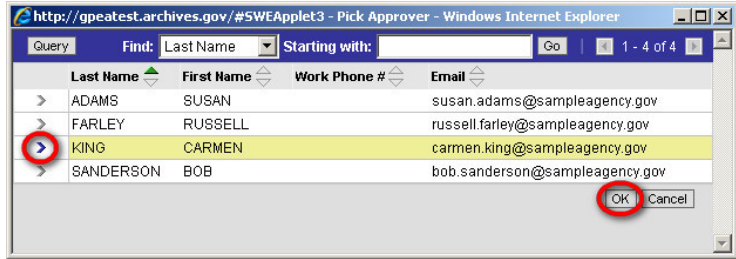 http://gpeatest.archives.gov/#SWEApplet3 - Pick Approver - Windows Internet Explorer
Query Find: Last Name Starting with: Go 1 - 4 of 4
Last Name First Name Work Phone # Email
ADAMS SUSAN susan.adams@sampleagency.gov
FARLEY RUSSELL russell.farley@sampleagency.gov
KING CARMEN carmen.king@sampleagency.gov
SANDERSON BOB bob.sanderson@sampleagency.gov
OK Cancel